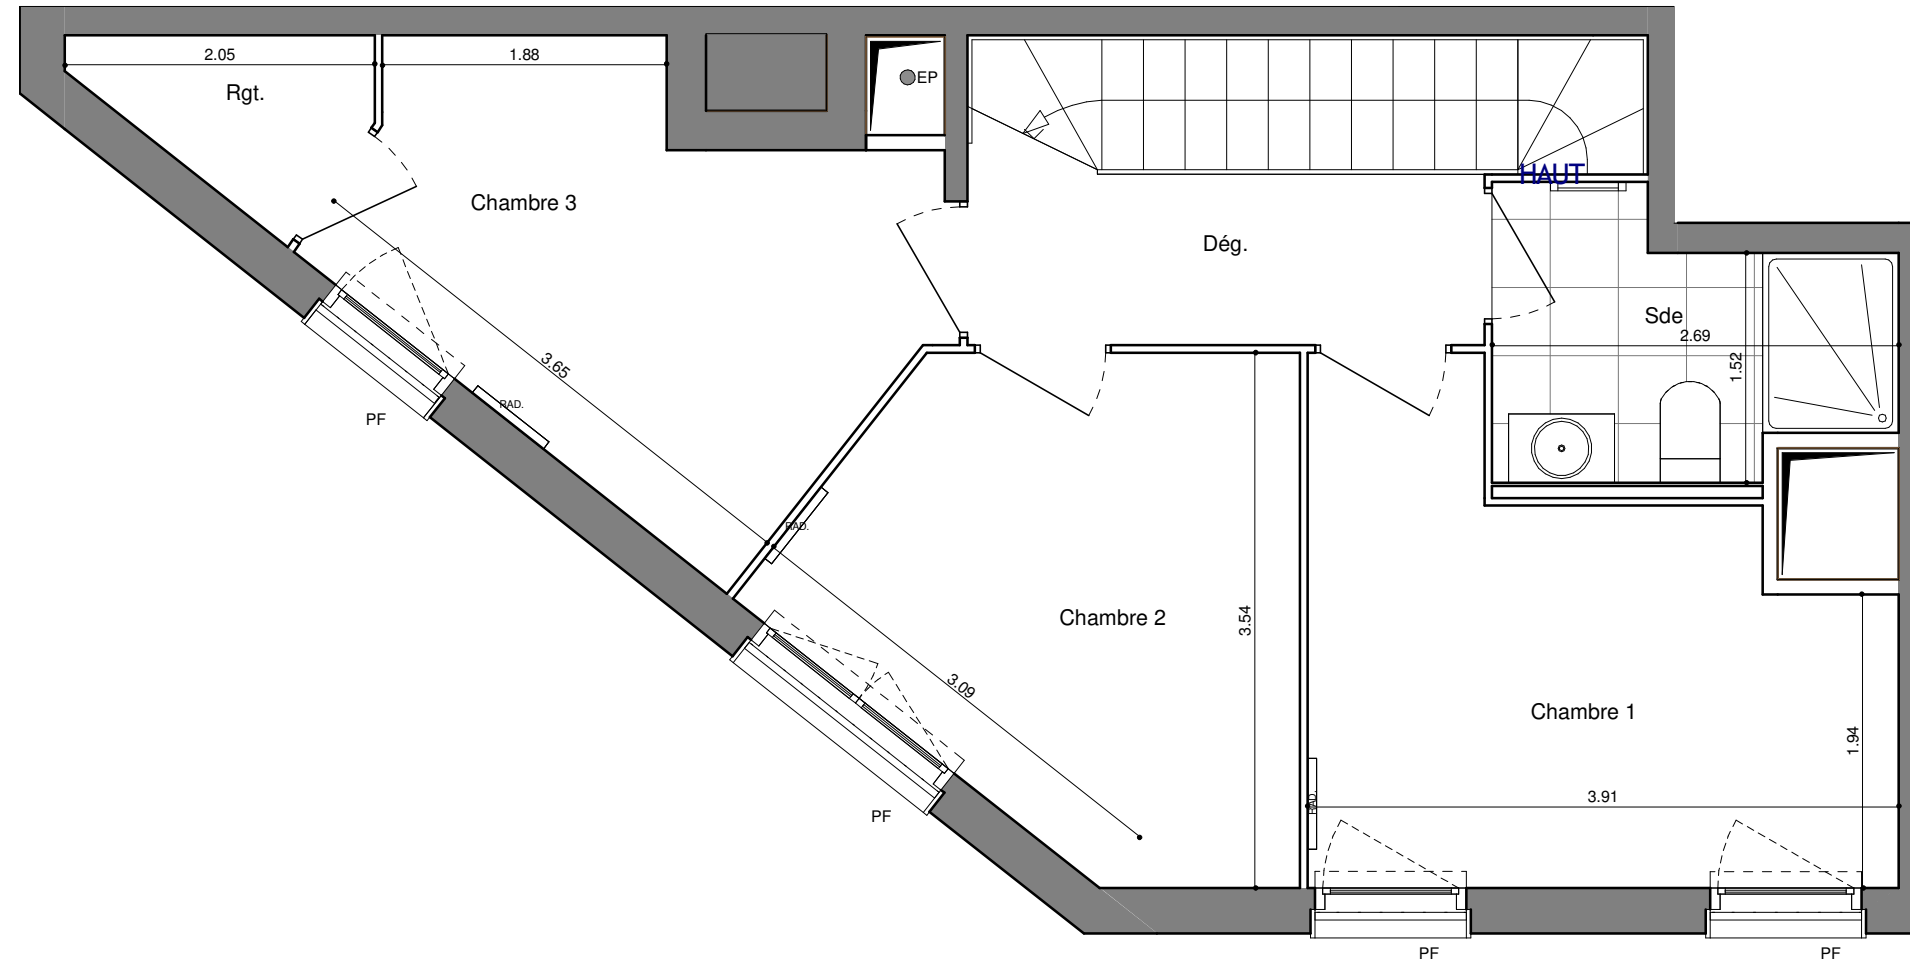 2.05
1.88
Rgt.
EP
HAUT
Chambre 3
Dég.
Sde
2.69
1.52
3.65
RAD.
PF
RAD.
Chambre 2
3.54
3.09
Chambre 1
1.94
3.91
RAD.
PF
PF
PF